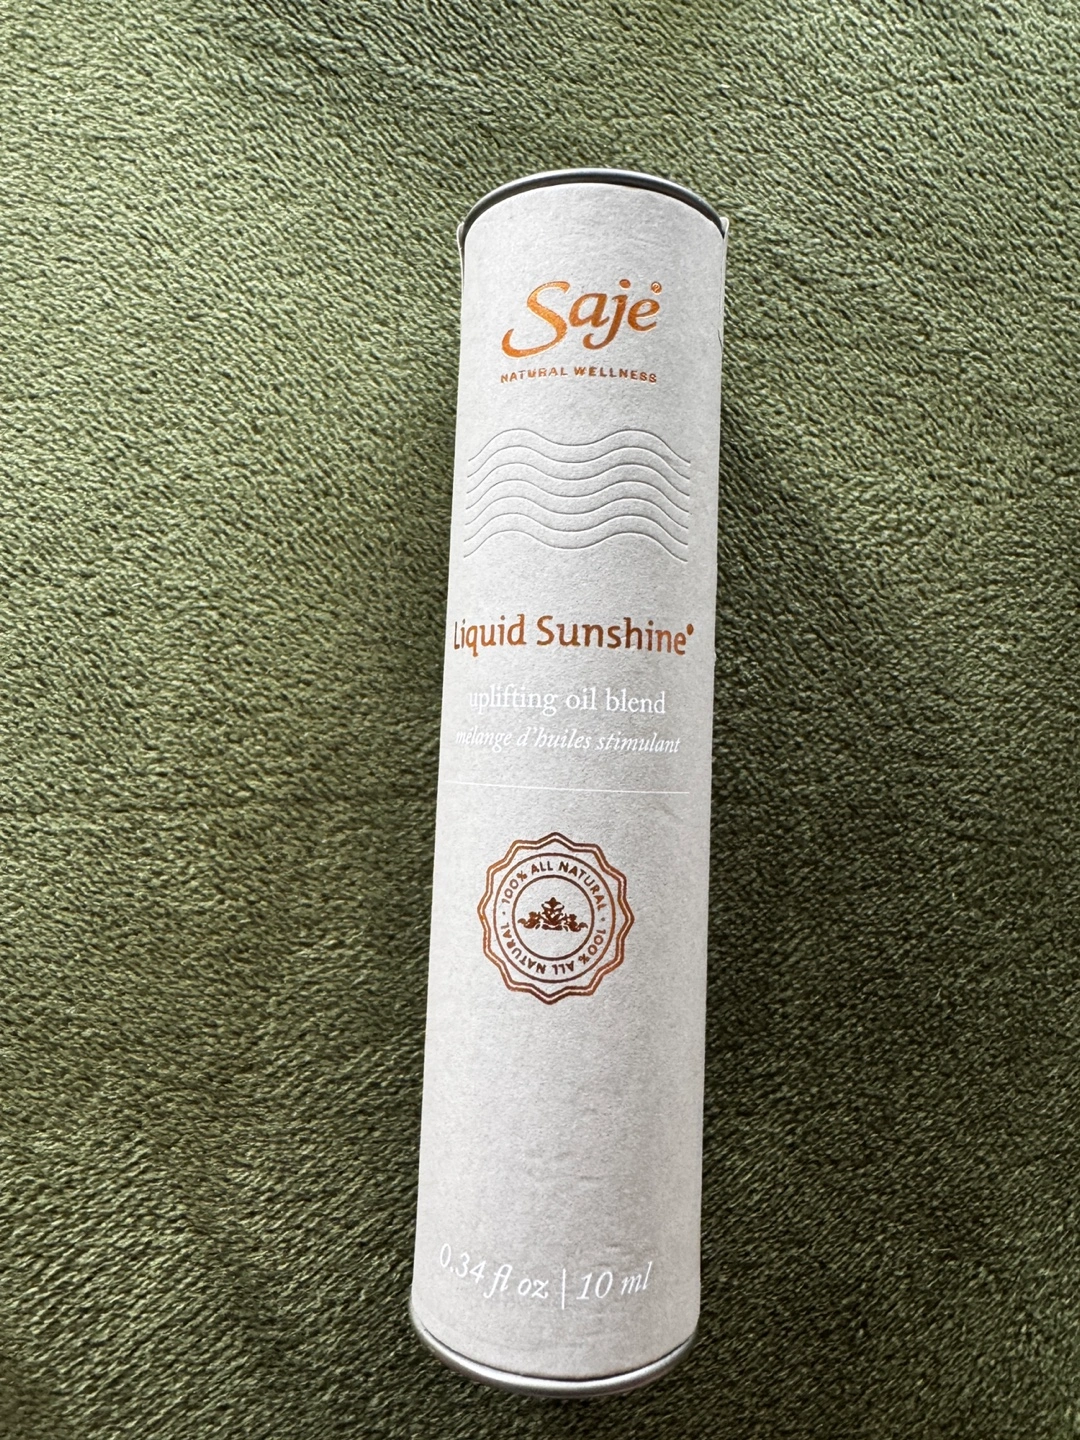 Saje®
NATURAL WELLNESS
Liquid Sunshine®
uplifting oil blend
mélange d'huiles stimulant
100% ALL NATURAL • 100% ALL NATURAL •
0.34 fl oz | 10 ml